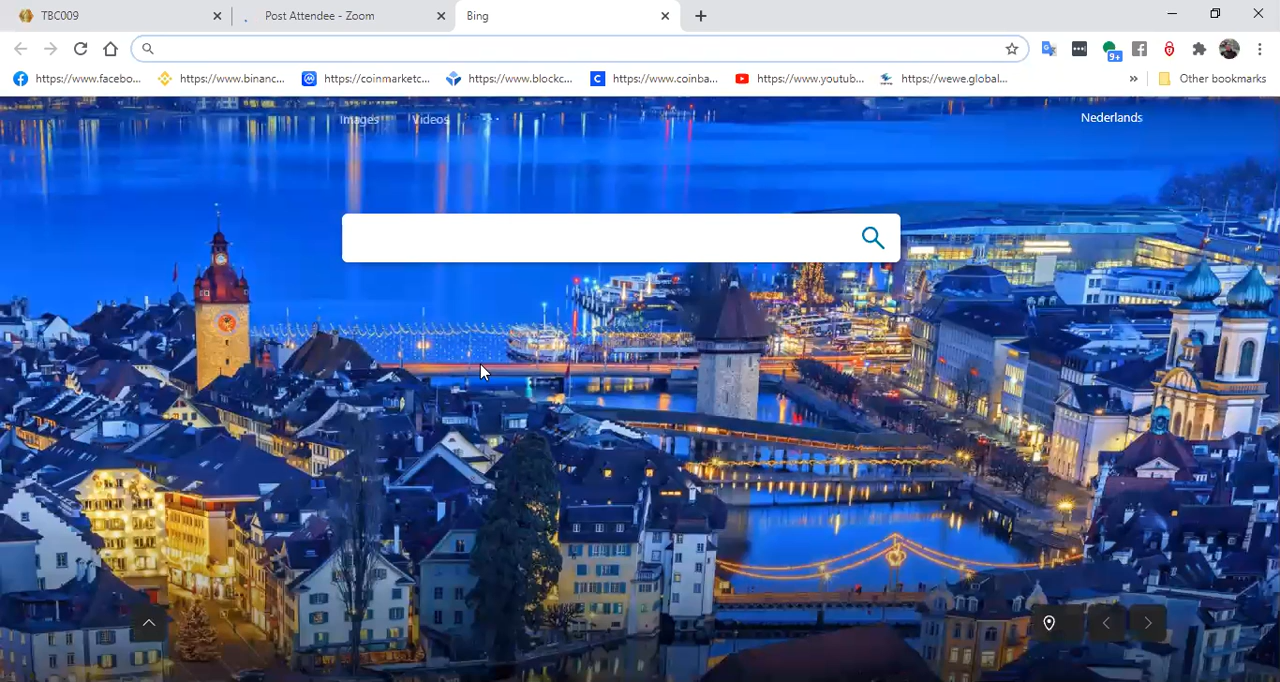 TBC009
Post Attendee - Zoom
Bing
9+
https://www.facebo...
https://www.binanc...
https://coinmarketc...
https://www.blockc...
C
https://www.coinba...
https://www.youtub...
https://wewe.global...
»
Other bookmarks
Images
Videos
...
Nederlands